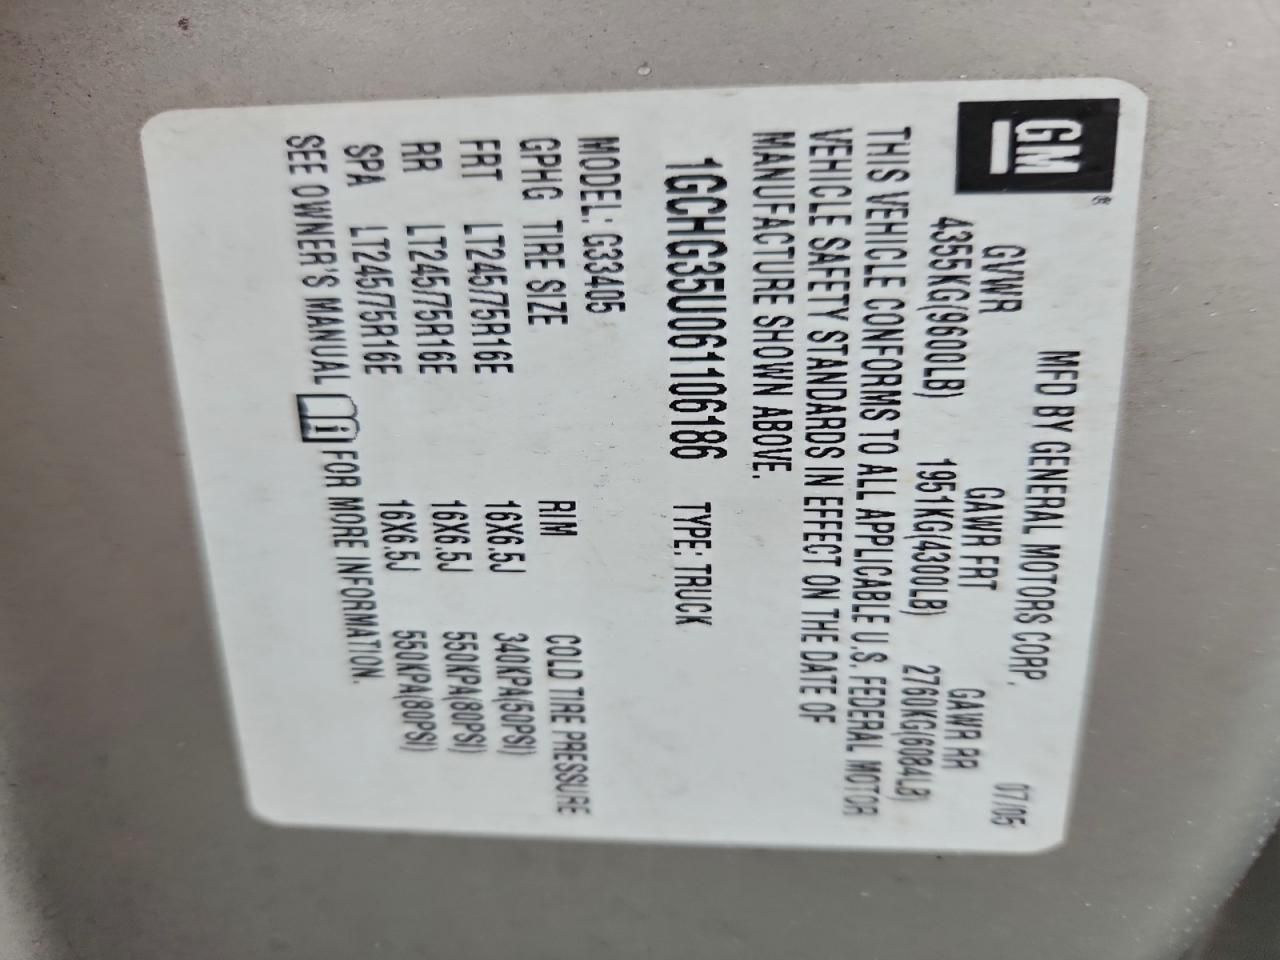 GM®
MFD BY GENERAL MOTORS CORP. 07/05
GVWR GAWR FRT GAWR RR
4355KG(9600LB) 1951KG(4300LB) 2760KG(6084LB)
THIS VEHICLE CONFORMS TO ALL APPLICABLE U.S. FEDERAL MOTOR
VEHICLE SAFETY STANDARDS IN EFFECT ON THE DATE OF
MANUFACTURE SHOWN ABOVE.
1GCHG35U061106186 TYPE: TRUCK
MODEL: G33405
GPHG TIRE SIZE RIM COLD TIRE PRESSURE
FRT LT245/75R16E 16X6.5J 340KPA(50PSI)
RR LT245/75R16E 16X6.5J 550KPA(80PSI)
SPA LT245/75R16E 16X6.5J 550KPA(80PSI)
SEE OWNER'S MANUAL FOR MORE INFORMATION.